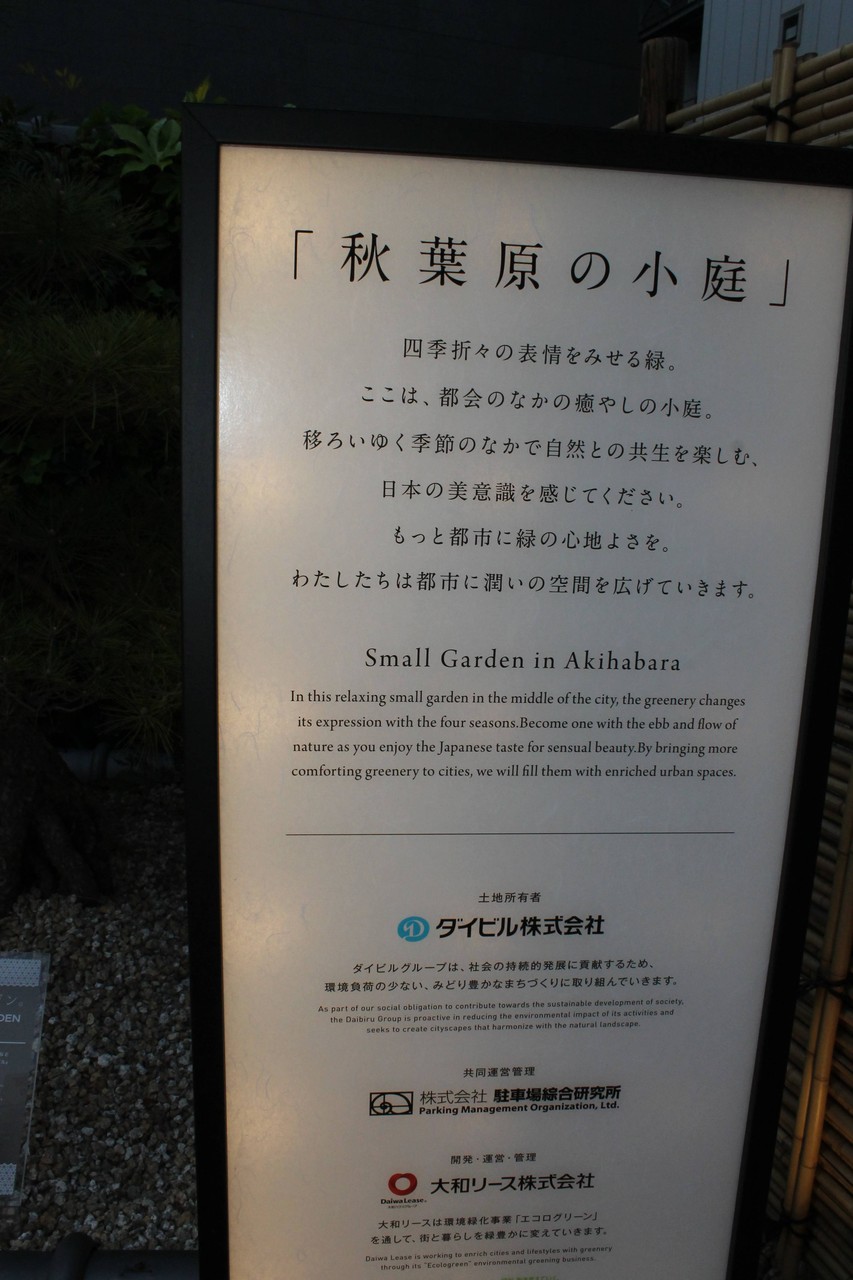 「秋葉原の小庭」
四季折々の表情をみせる緑。
ここは、都会のなかの癒やしの小庭。
移ろいゆく季節のなかで自然との共生を楽しむ、
日本の美意識を感じてください。
もっと都市に緑の心地よさを。
わたしたちは都市に潤いの空間を広げていきます。
Small Garden in Akihabara
In this relaxing small garden in the middle of the city, the greenery changes
its expression with the four seasons.Become one with the ebb and flow of
nature as you enjoy the Japanese taste for sensual beauty.By bringing more
comforting greenery to cities, we will fill them with enriched urban spaces.
土地所有者
ダイビル株式会社
ダイビルグループは、社会の持続的発展に貢献するため、
環境負荷の少ない、みどり豊かなまちづくりに取り組んでいきます。
As part of our social obligation to contribute towards the sustainable development of society,
the Daibiru Group is proactive in reducing the environmental impact of its activities and
seeks to create cityscapes that harmonize with the natural landscape.
共同運営管理
株式会社 駐車場綜合研究所
Parking Management Organization, Ltd.
開発・運営・管理
大和リース株式会社
Daiwa Lease.
大和リースは環境緑化事業「エコログリーン」
を通して、街と暮らしを緑豊かに変えていきます。
Daiwa Lease is working to enrich cities and lifestyles with greenery
through its "Ecologreen" environmental greening business.
ン。
DEN